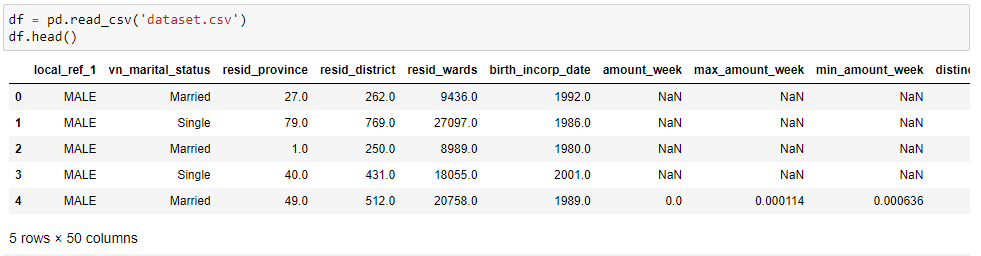 df = pd.read_csv('dataset.csv')
df.head()
local_ref_1 vn_marital_status resid_province resid_district resid_wards birth_incorp_date amount_week max_amount_week min_amount_week distinc
0 MALE Married 27.0 262.0 9436.0 1992.0 NaN NaN NaN
1 MALE Single 79.0 769.0 27097.0 1986.0 NaN NaN NaN
2 MALE Married 1.0 250.0 8989.0 1980.0 NaN NaN NaN
3 MALE Single 40.0 431.0 18055.0 2001.0 NaN NaN NaN
4 MALE Married 49.0 512.0 20758.0 1989.0 0.0 0.000114 0.000636
5 rows × 50 columns